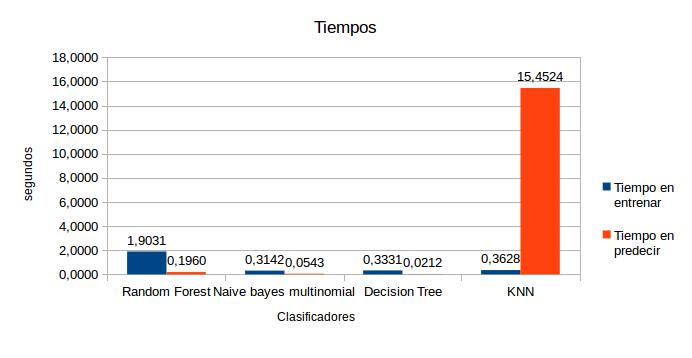 Tiempos
18,0000
16,0000
14,0000
12,0000
10,0000
8,0000
6,0000
4,0000
2,0000
0,0000
segundos
1,9031
0,1960
0,3142
0,0543
0,3331
0,0212
0,3628
15,4524
Random Forest
Naive bayes multinomial
Decision Tree
KNN
Clasificadores
Tiempo en
entrenar
Tiempo en
predecir